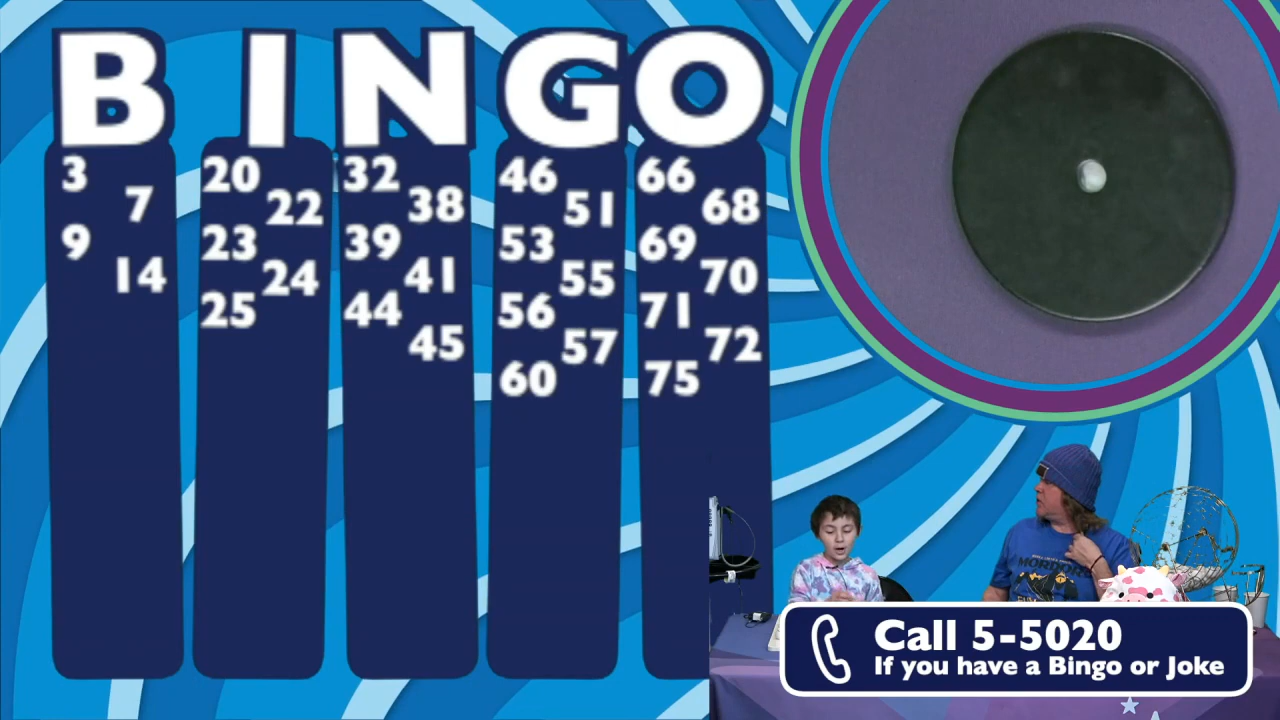 B I N G O
3 20 32 46 66
7 22 38 51 68
9 23 39 53 69
14 24 41 55 70
25 44 56 71
45 57 72
60 75
MORDOR
Call 5-5020
If you have a Bingo or Joke